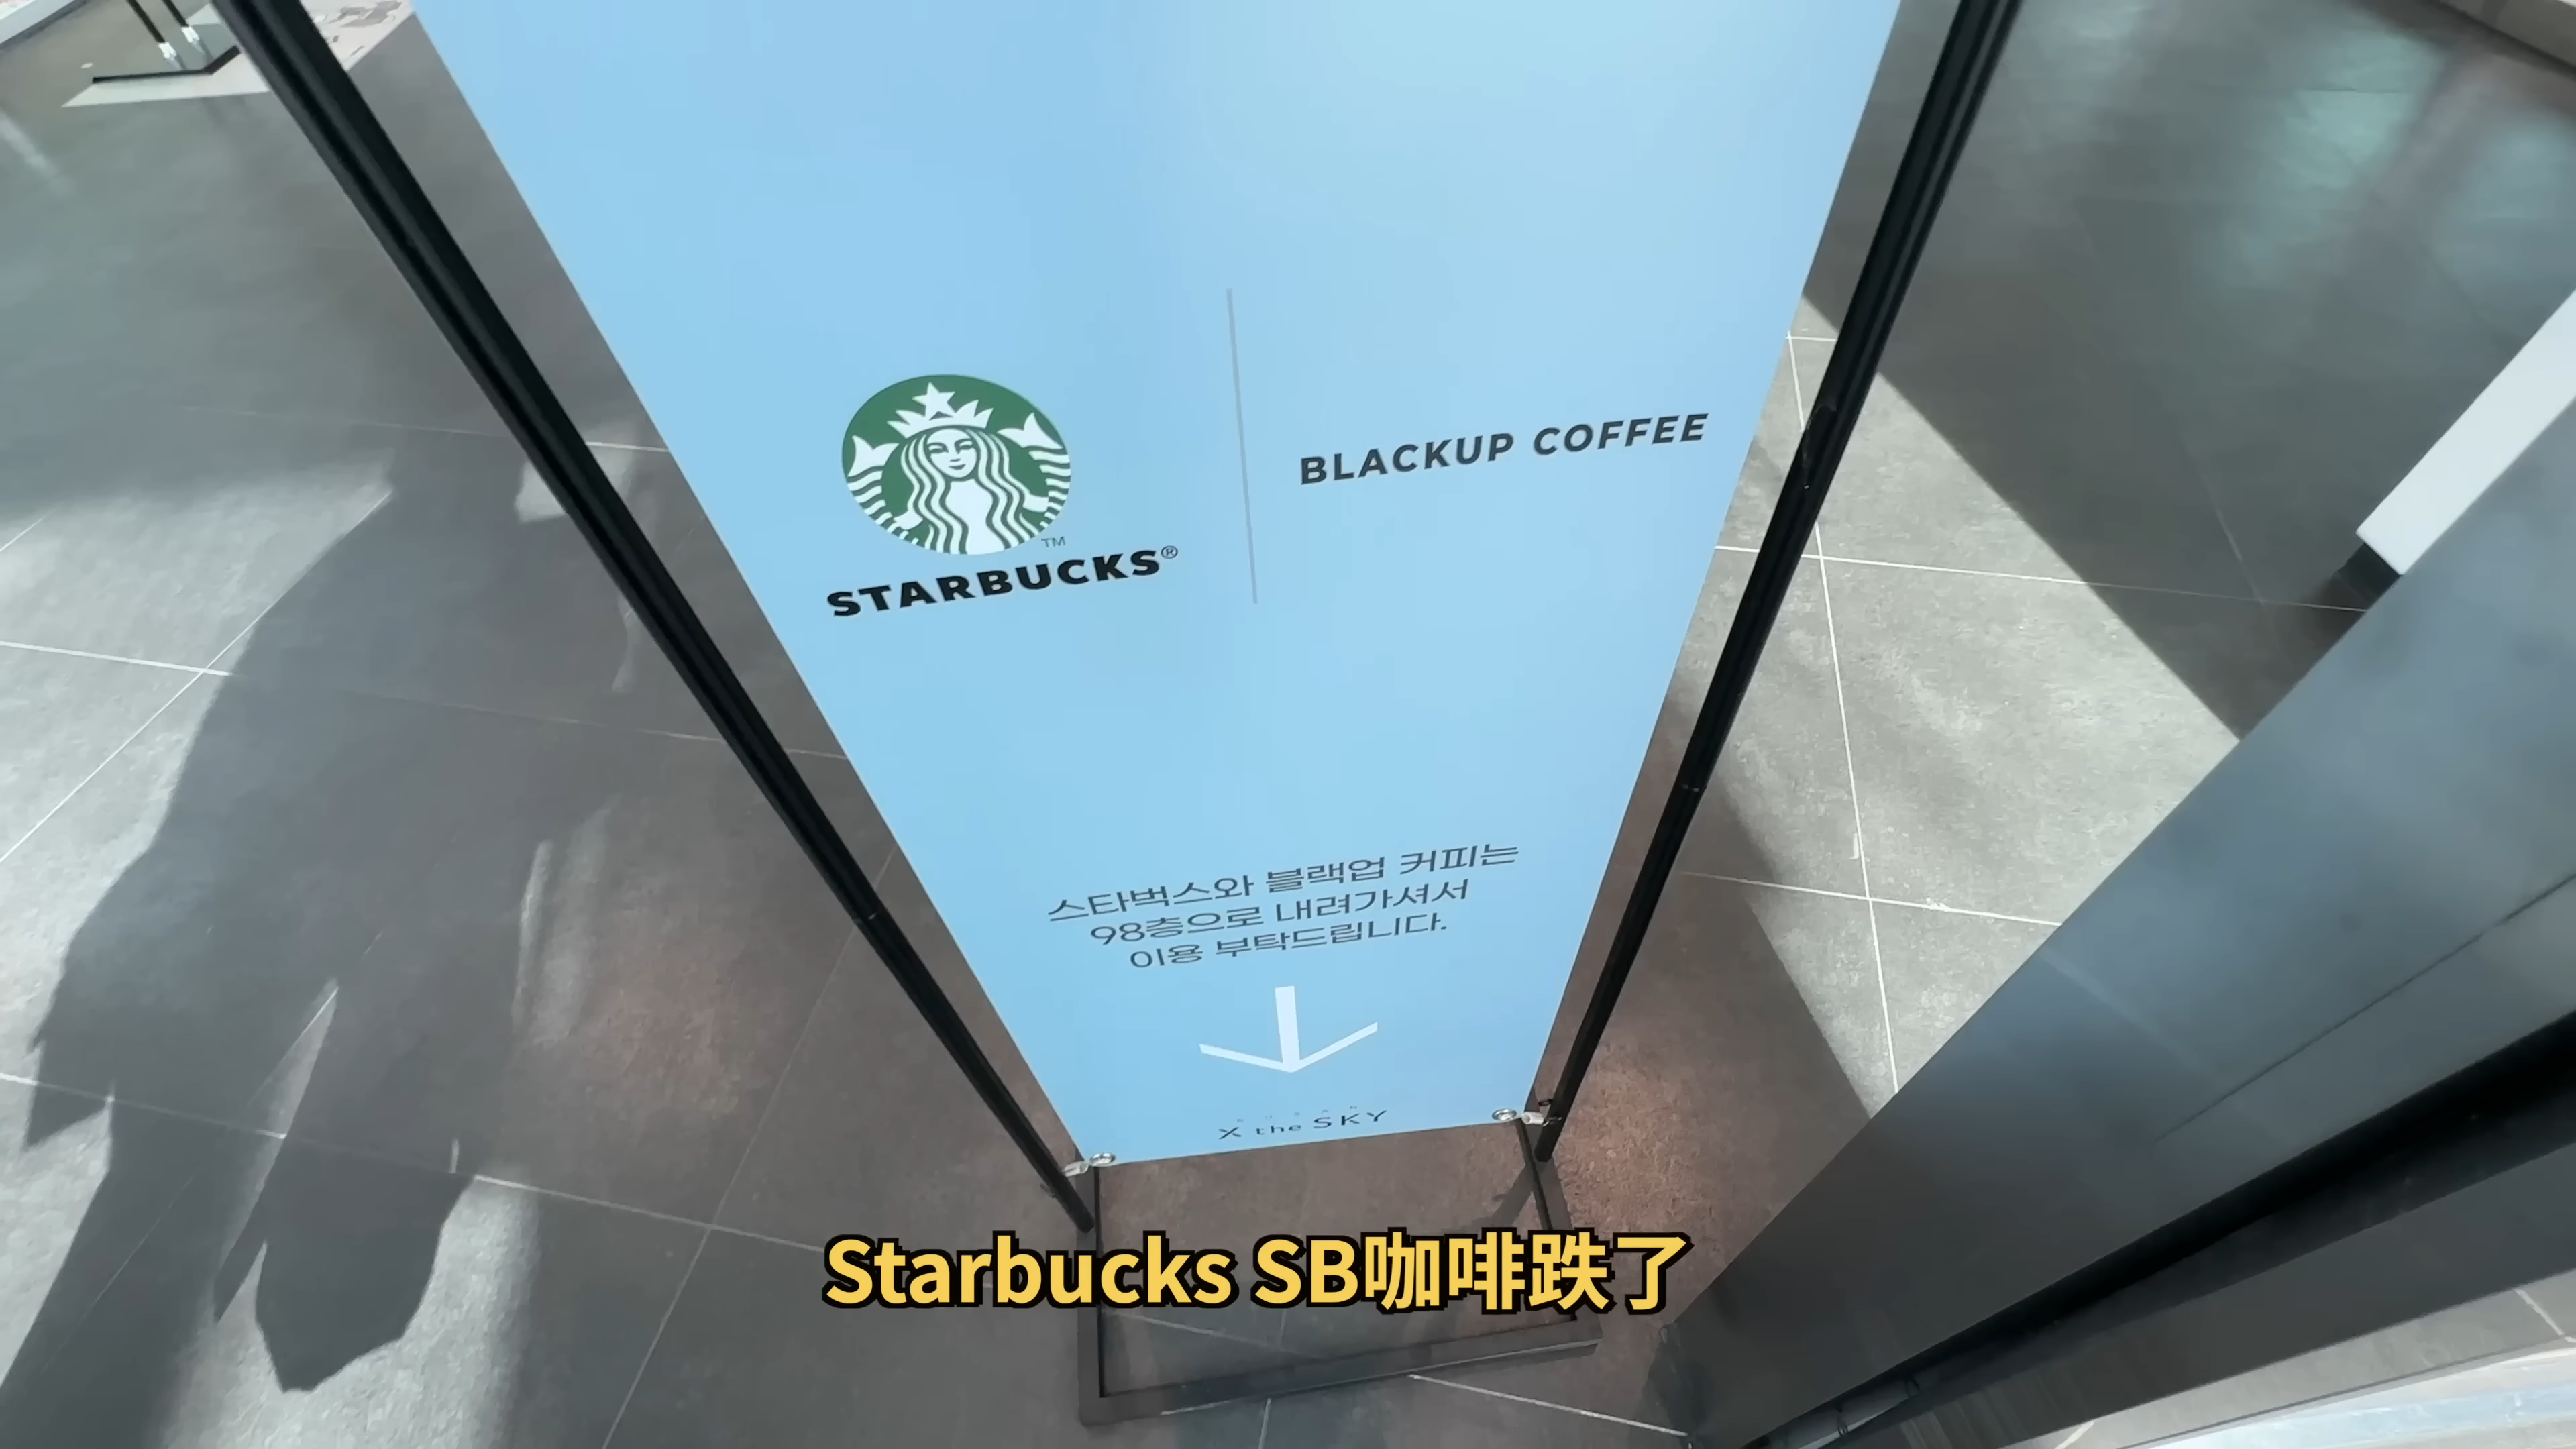 STARBUCKS®
TM
BLACKUP COFFEE
스타벅스와 블랙업 커피는
98층으로 내려가셔서
이용 부탁드립니다.
BUSAN
X the SKY
Starbucks SB咖啡跌了